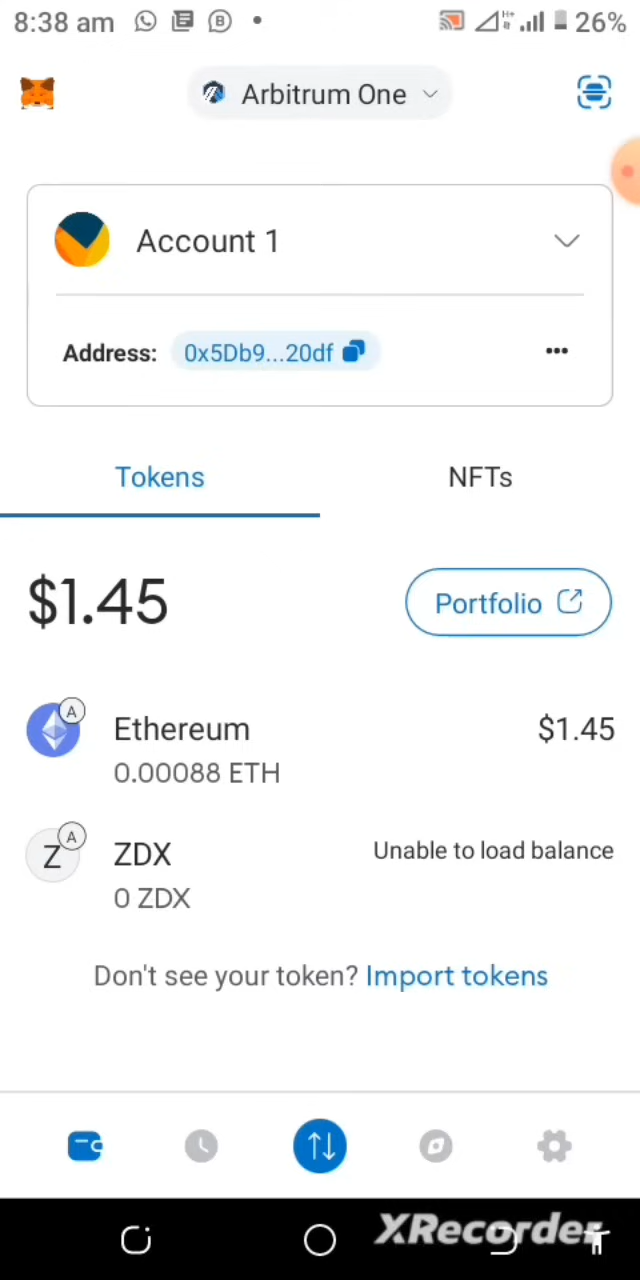 8:38 am
H+
26%
Arbitrum One
Account 1
Address: 0x5Db9...20df
Tokens
NFTs
$1.45
Portfolio
A
Ethereum
$1.45
0.00088 ETH
A
Z
ZDX
Unable to load balance
0 ZDX
Don't see your token? Import tokens
XRecorder